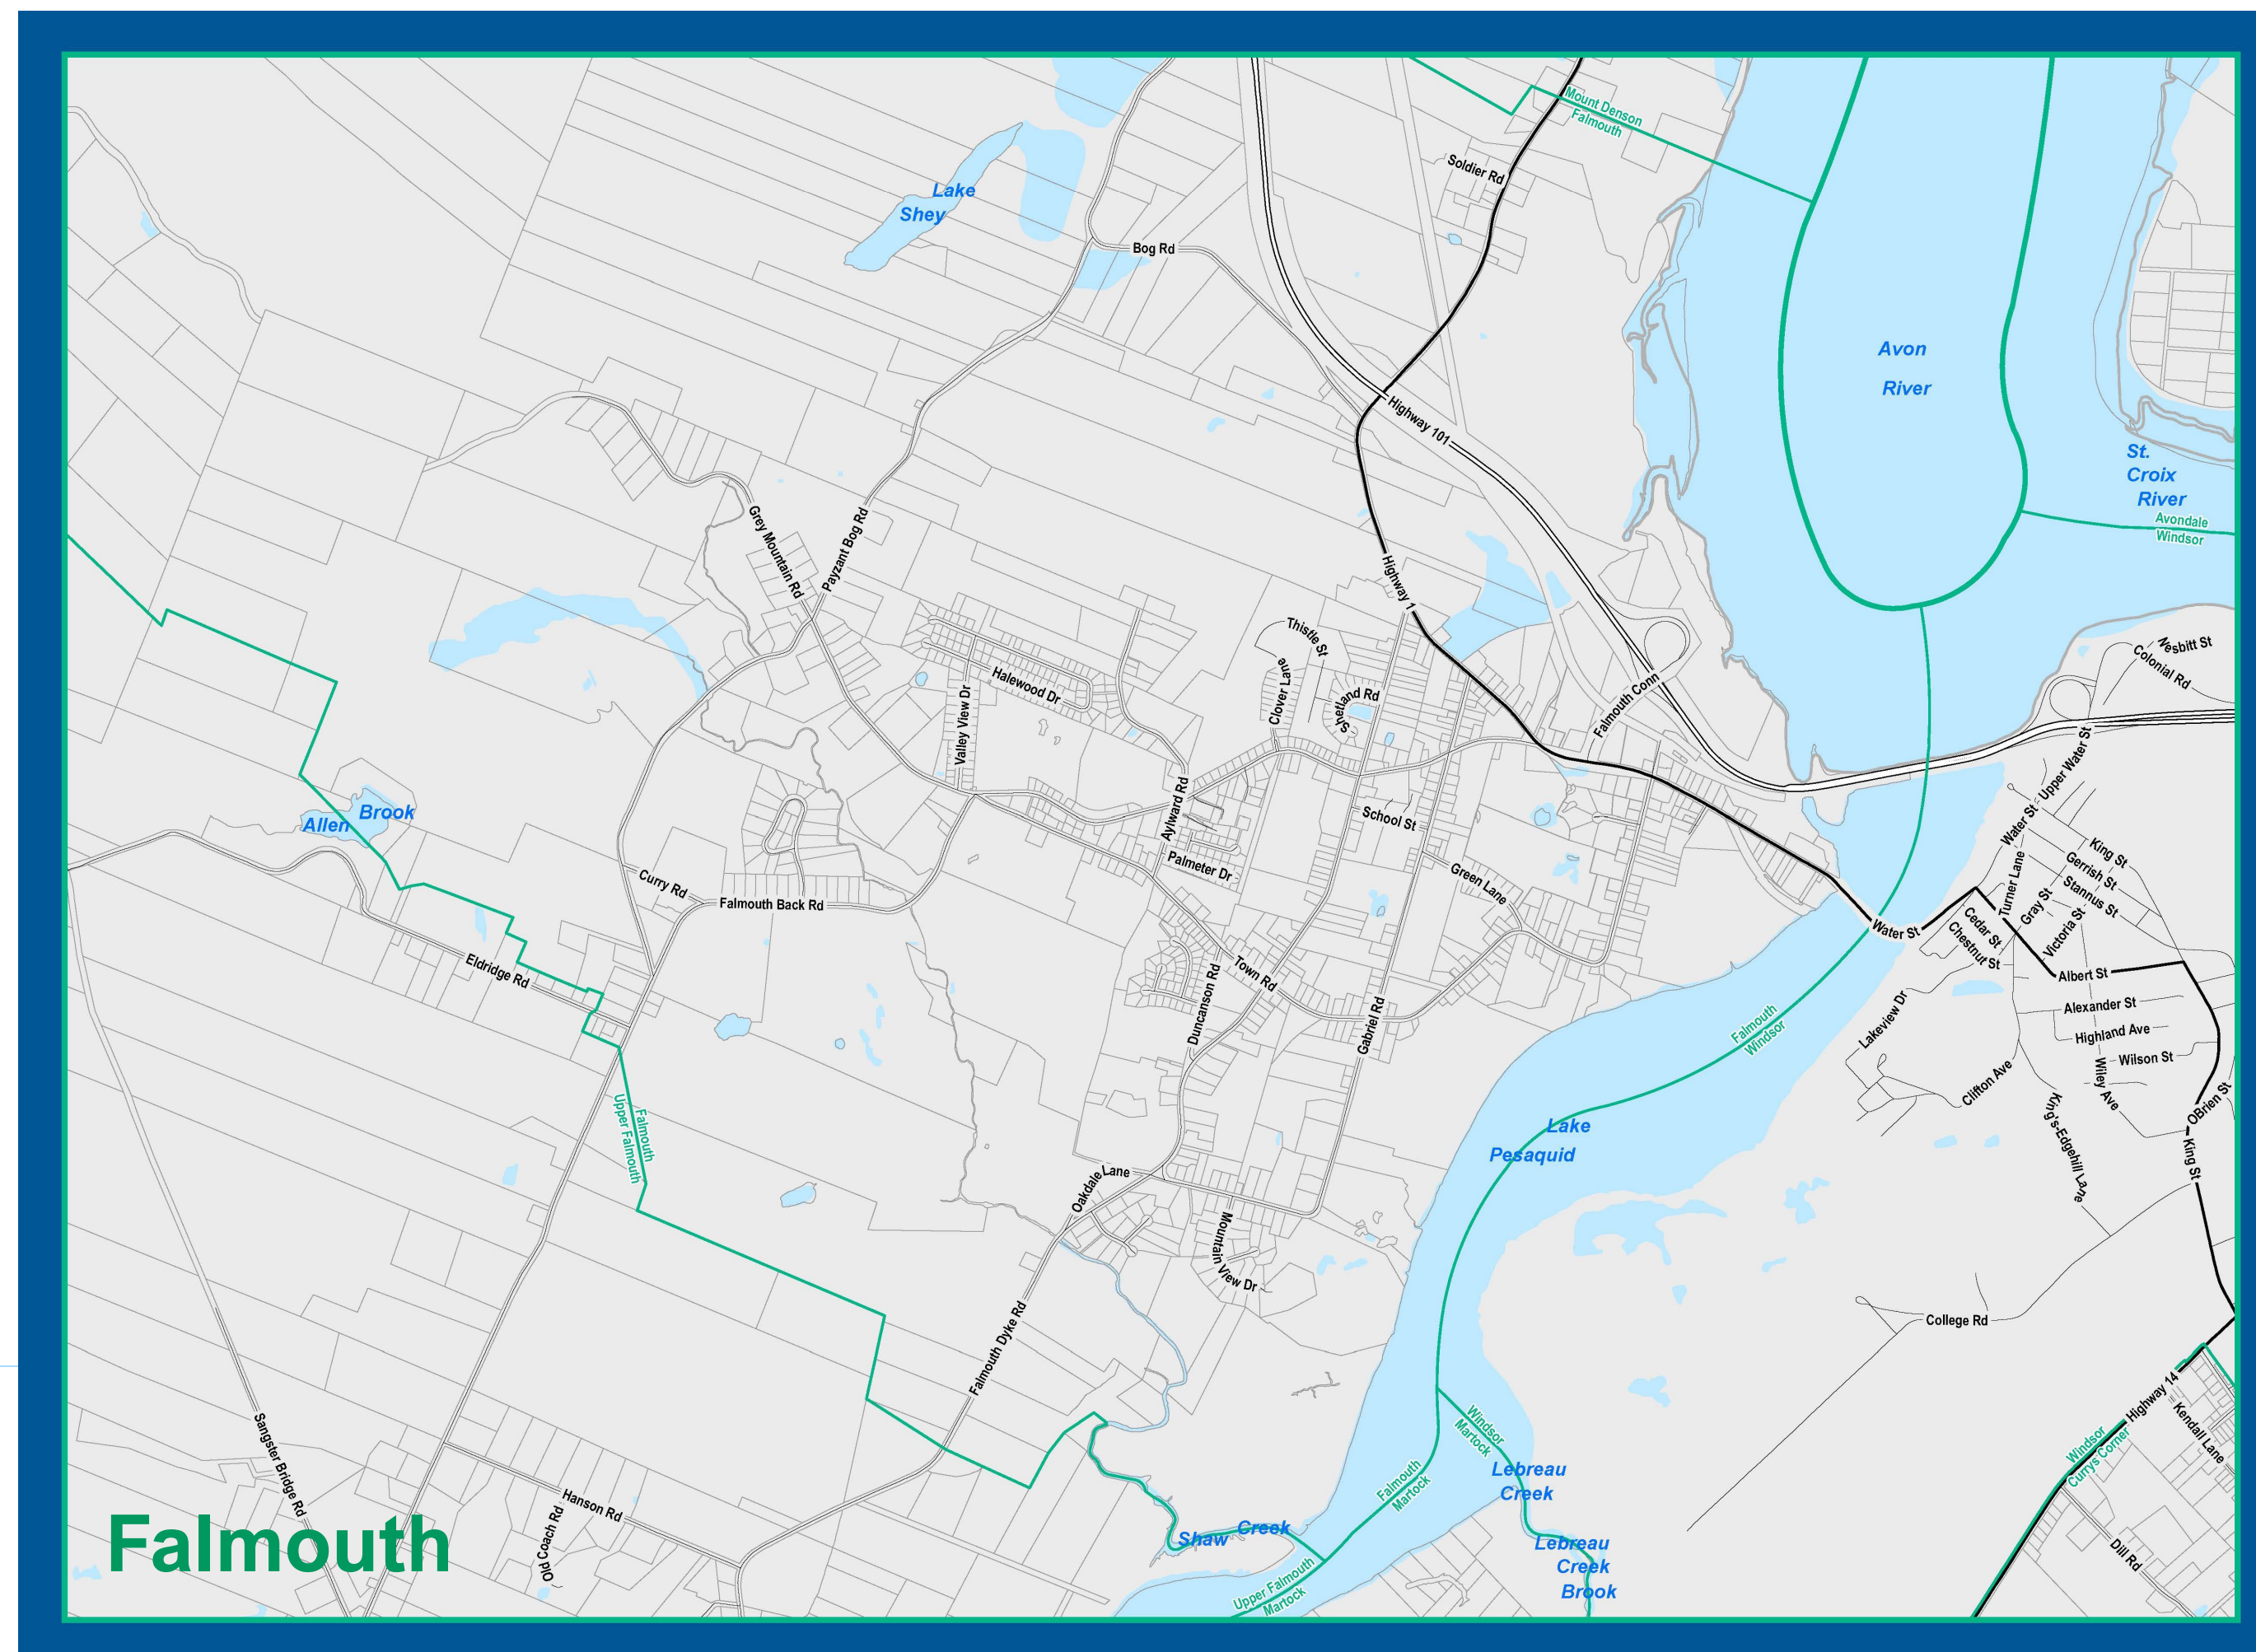 Mount Denson
Falmouth
Soldier Rd
Lake
Shey
Bog Rd
Avon
River
Highway 101
St.
Croix
River
Avondale
Windsor
Grey Mountain Rd
Payzant Bog Rd
Highway 1
Thistle St
Clover Lane
Shetland Rd
Halewood Dr
Valley View Dr
Falmouth Conn
Nesbitt St
Colonial Rd
Upper Water St
Water St
Allen Brook
Aylward Rd
School St
Palmeter Dr
Green Lane
Curry Rd
Falmouth Back Rd
King St
Gerrish St
Stannus St
Turner Lane
Gray St
Victoria St
Cedar St
Chestnut St
Water St
Albert St
Eldridge Rd
Town Rd
Duncanson Rd
Gabriel Rd
Falmouth
Windsor
Lakeview Dr
Alexander St
Highland Ave
Wilson St
Wiley Ave
Clifton Ave
King's-Edgehill Lane
OBrien St
King St
Falmouth
Upper Falmouth
Lake
Pesaquid
Oakdale Lane
Mountain View Dr
College Rd
Falmouth Dyke Rd
Highway 14
Kendall Lane
Windsor
Currys Corner
Windsor
Martock
Falmouth
Martock
Lebreau
Creek
Sangster Bridge Rd
Hanson Rd
Old Coach Rd
Shaw Creek
Lebreau
Creek
Brook
Dill Rd
Upper Falmouth
Martock
Falmouth